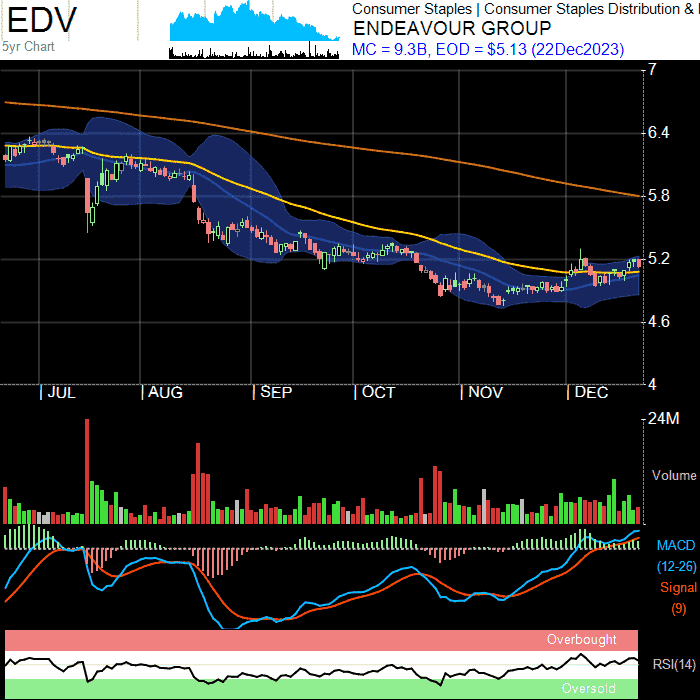 EDV
5yr Chart
Consumer Staples | Consumer Staples Distribution &
ENDEAVOUR GROUP
MC = 9.3B, EOD = $5.13 (22Dec2023)
7
6.4
5.8
5.2
4.6
4
JUL AUG SEP OCT NOV DEC
24M
Volume
MACD
(12-26)
Signal
(9)
Overbought
RSI(14)
Oversold